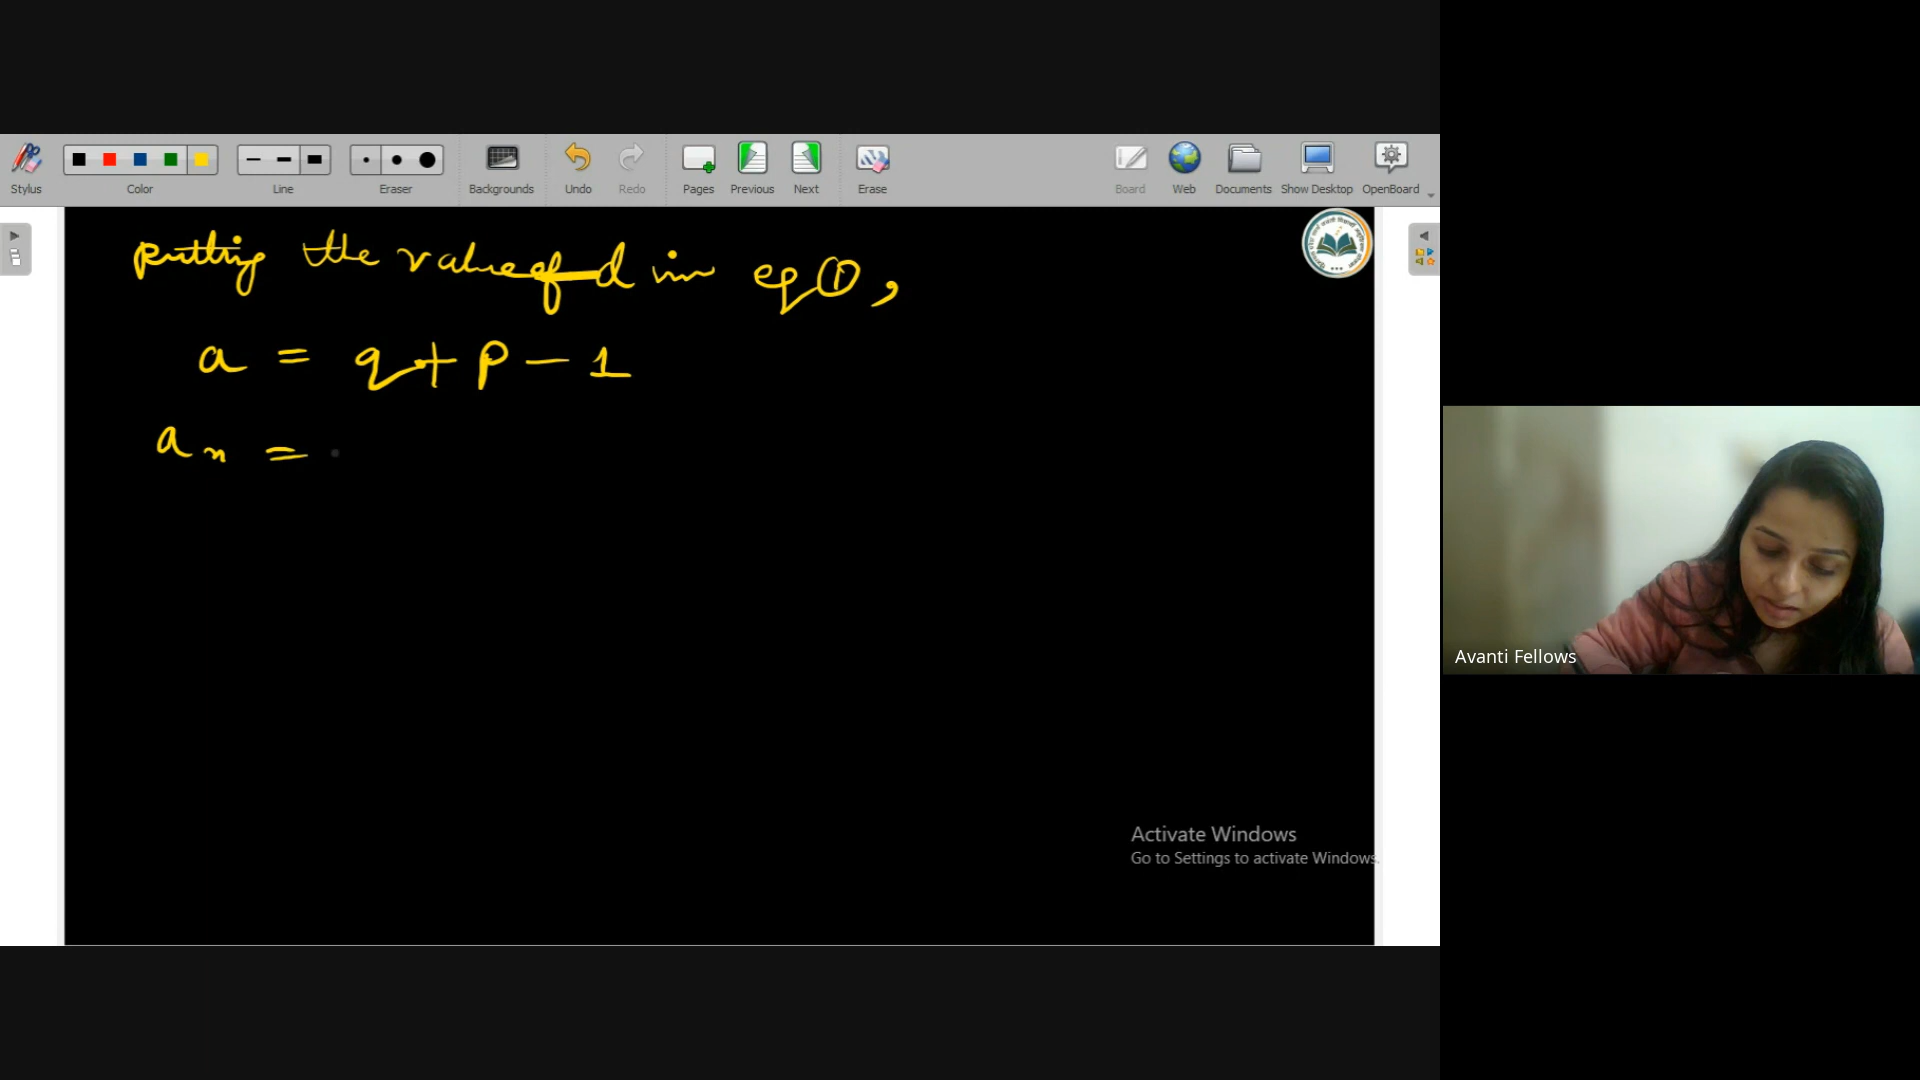 Stylus Color Line Eraser Backgrounds Undo Redo Pages Previous Next Erase Board Web Documents Show Desktop OpenBoard
putting the value of d in eq ①,
a = q + p - 1
a n =
Avanti Fellows
Activate Windows
Go to Settings to activate Windows.